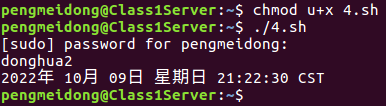 pengmeidong@Class1Server:~$ chmod u+x 4.sh
pengmeidong@Class1Server:~$ ./4.sh
[sudo] password for pengmeidong:
donghua2
2022年 10月 09日 星期日 21:22:30 CST
pengmeidong@Class1Server:~$